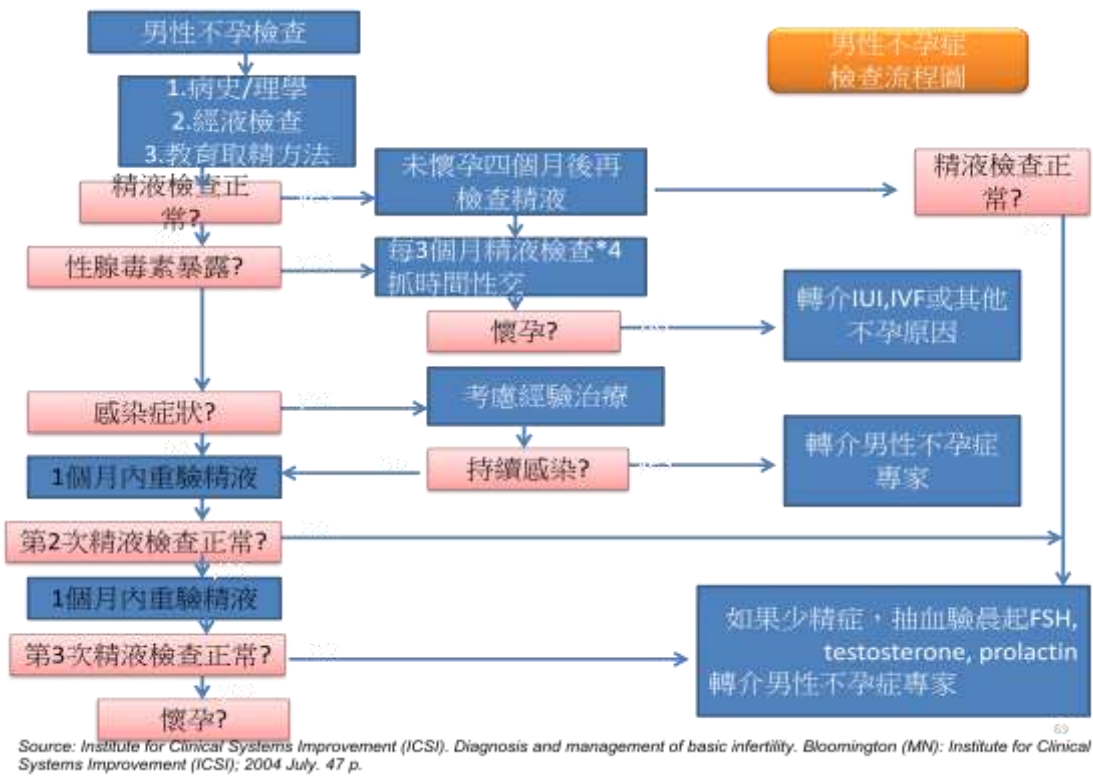 男性不孕檢查
男性不孕症
檢查流程圖
1.病史/理學
2.經液檢查
3.教育取精方法
精液檢查正
常?
未懷孕四個月後再
檢查精液
精液檢查正
常?
性腺毒素暴露?
每3個月精液檢查*4
抓時間性交
懷孕?
轉介IUI,IVF或其他
不孕原因
感染症狀?
考慮經驗治療
1個月內重驗精液
持續感染?
轉介男性不孕症
專家
第2次精液檢查正常?
1個月內重驗精液
第3次精液檢查正常?
如果少精症，抽血驗晨起FSH,
testosterone, prolactin
轉介男性不孕症專家
懷孕?
69
Source: Institute for Clinical Systems Improvement (ICSI). Diagnosis and management of basic infertility. Bloomington (MN): Institute for Clinical
Systems Improvement (ICSI); 2004 July. 47 p.